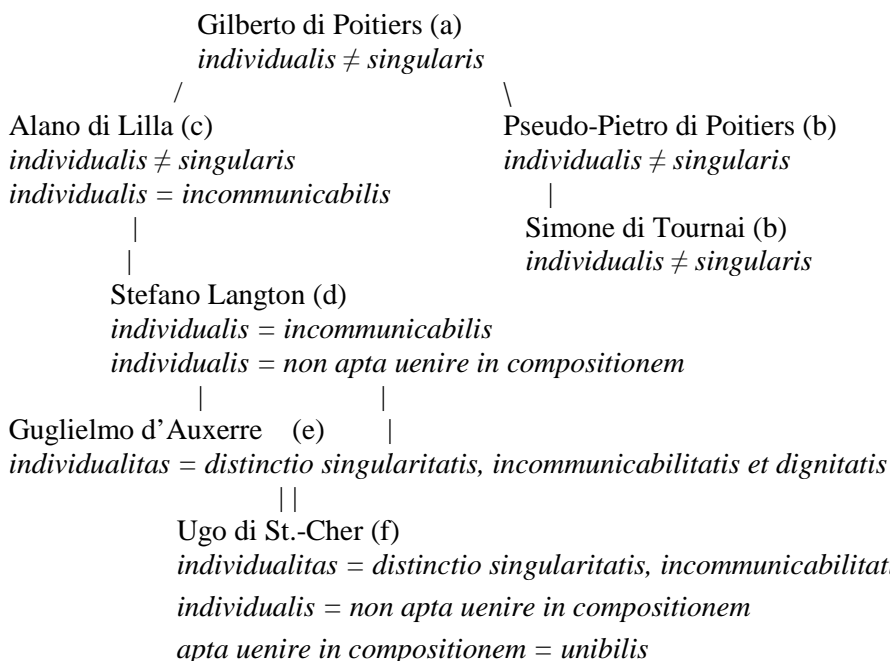 Gilberto di Poitiers (a)
individualis ≠ singularis
/ \
Alano di Lilla (c) Pseudo-Pietro di Poitiers (b)
individualis ≠ singularis individualis ≠ singularis
individualis = incommunicabilis |
| Simone di Tournai (b)
| individualis ≠ singularis
Stefano Langton (d)
individualis = incommunicabilis
individualis = non apta uenire in compositionem
| |
Guglielmo d’Auxerre (e) |
individualitas = distinctio singularitatis, incommunicabilitatis et dignitatis
| |
Ugo di St.-Cher (f)
individualitas = distinctio singularitatis, incommunicabilitati
individualis = non apta uenire in compositionem
apta uenire in compositionem = unibilis